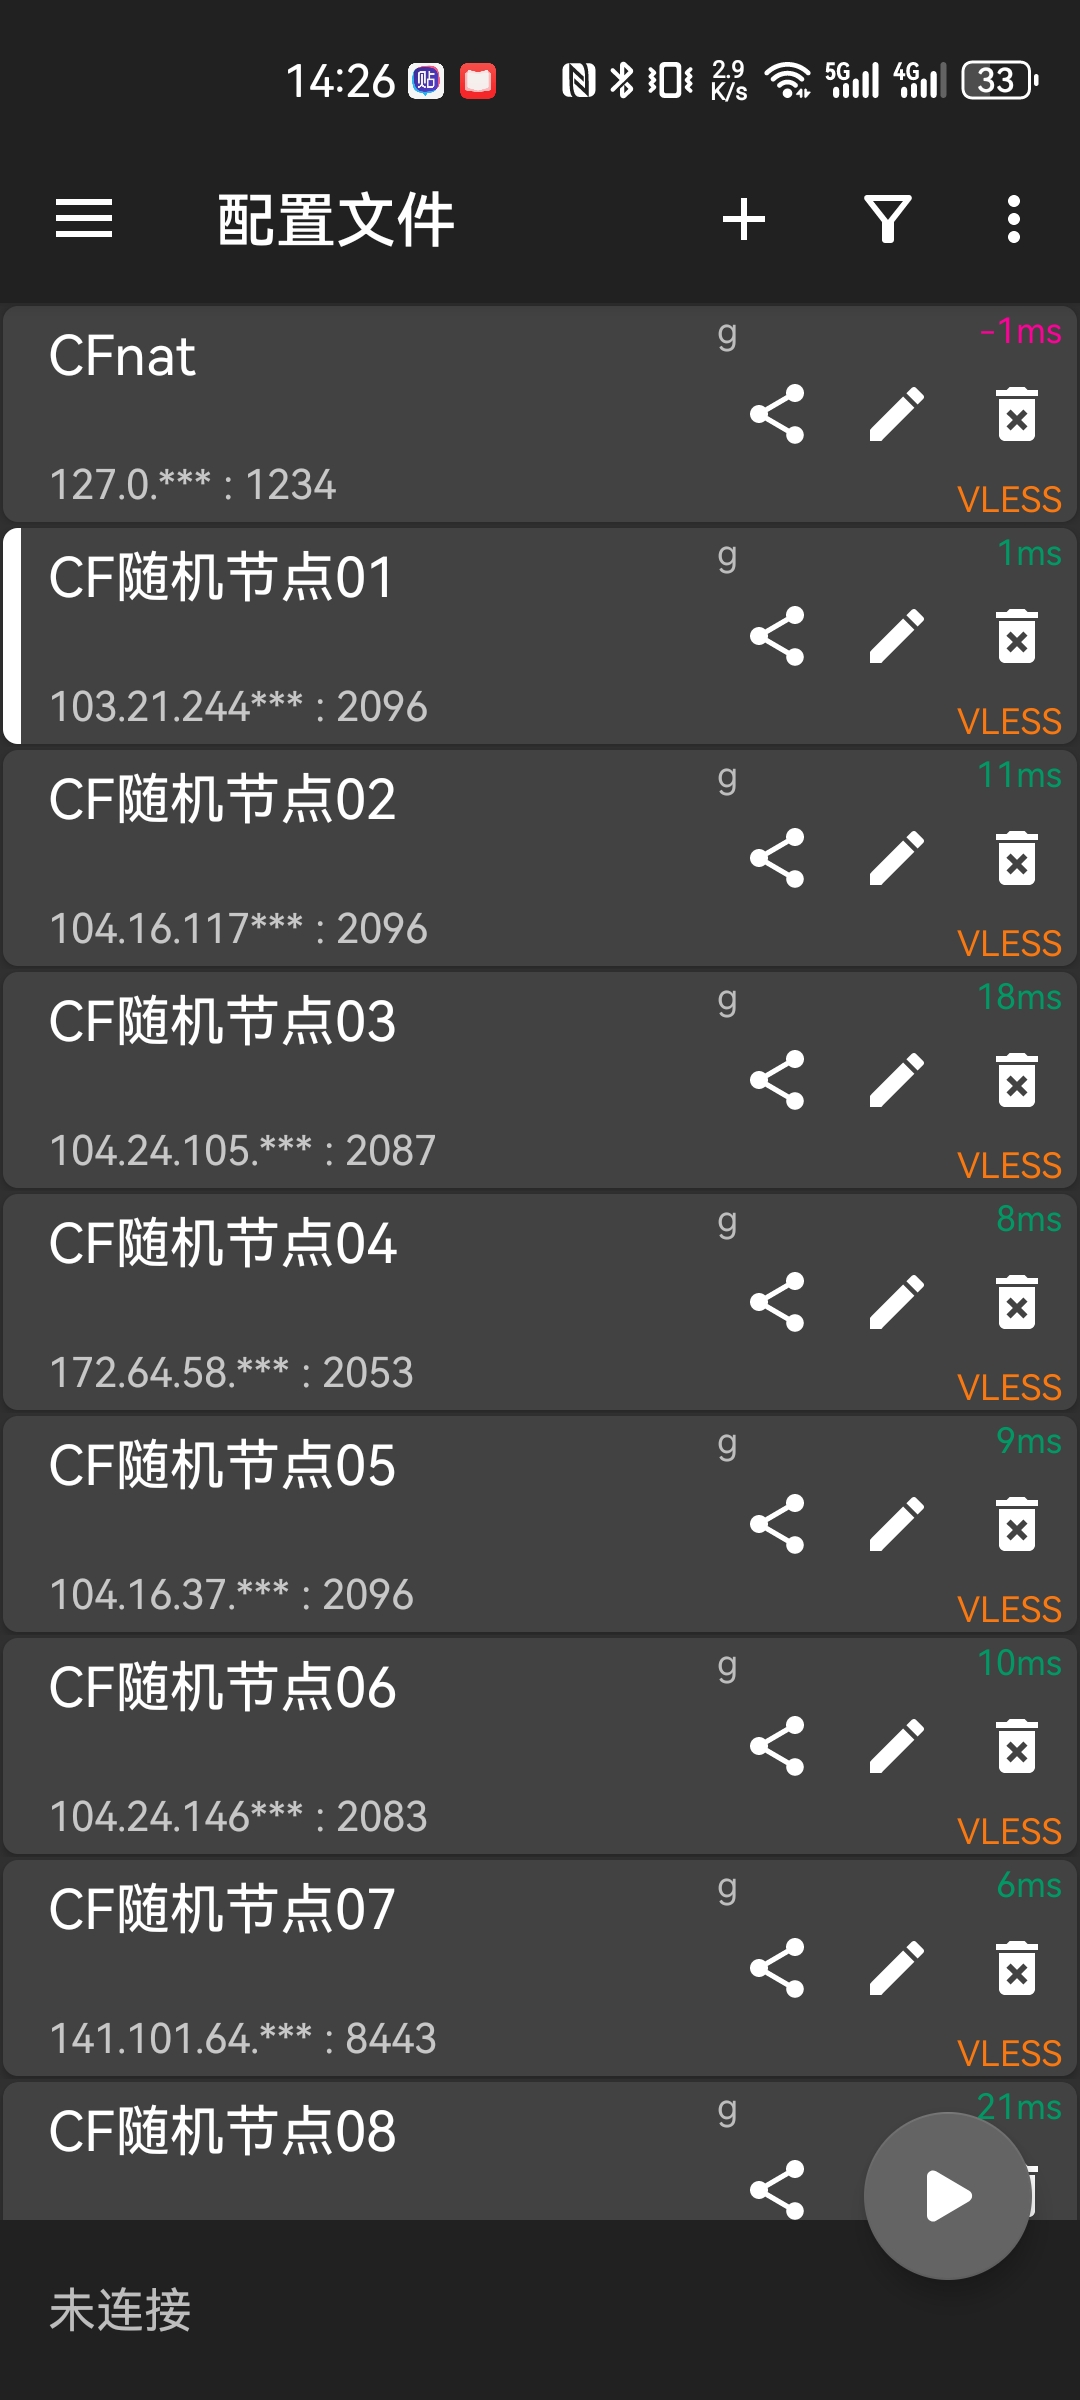 14:26 贴 2.9 K/s 5G 4G 33
配置文件
CFnat g -1ms
127.0.*** : 1234 VLESS
CF随机节点01 g 1ms
103.21.244*** : 2096 VLESS
CF随机节点02 g 11ms
104.16.117*** : 2096 VLESS
CF随机节点03 g 18ms
104.24.105.*** : 2087 VLESS
CF随机节点04 g 8ms
172.64.58.*** : 2053 VLESS
CF随机节点05 g 9ms
104.16.37.*** : 2096 VLESS
CF随机节点06 g 10ms
104.24.146*** : 2083 VLESS
CF随机节点07 g 6ms
141.101.64.*** : 8443 VLESS
CF随机节点08 g 21ms
未连接